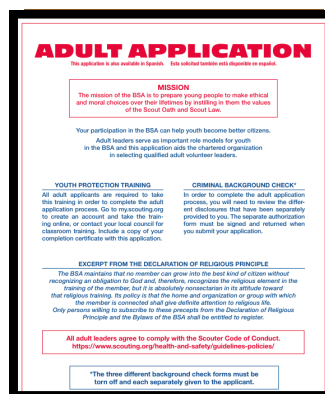 ADULT APPLICATION
This application is also available in Spanish.   Esta solicitud también está disponible en español.
MISSION
The mission of the BSA is to prepare young people to make ethical
and moral choices over their lifetimes by instilling in them the values
of the Scout Oath and Scout Law.
Your participation in the BSA can help youth become better citizens.
Adult leaders serve as important role models for youth
in the BSA and this application aids the chartered organization
in selecting qualified adult volunteer leaders.
YOUTH PROTECTION TRAINING
All adult applicants are required to take
this training in order to complete the adult
application process. Go to my.scouting.org
to create an account and take the train-
ing online, or contact your local council for
classroom training. Include a copy of your
completion certificate with this application.
CRIMINAL BACKGROUND CHECK*
In order to complete the adult application
process, you will need to review the differ-
ent disclosures that have been separately
provided to you. The separate authorization
form must be signed and returned when
you submit your application.
EXCERPT FROM THE DECLARATION OF RELIGIOUS PRINCIPLE
The BSA maintains that no member can grow into the best kind of citizen without
recognizing an obligation to God and, therefore, recognizes the religious element in the
training of the member, but it is absolutely nonsectarian in its attitude toward
that religious training. Its policy is that the home and organization or group with which
the member is connected shall give definite attention to religious life.
Only persons willing to subscribe to these precepts from the Declaration of Religious
Principle and the Bylaws of the BSA shall be entitled to register.
All adult leaders agree to comply with the Scouter Code of Conduct.
https://www.scouting.org/health-and-safety/guidelines-policies/
*The three different background check forms must be
torn off and each separately given to the applicant.